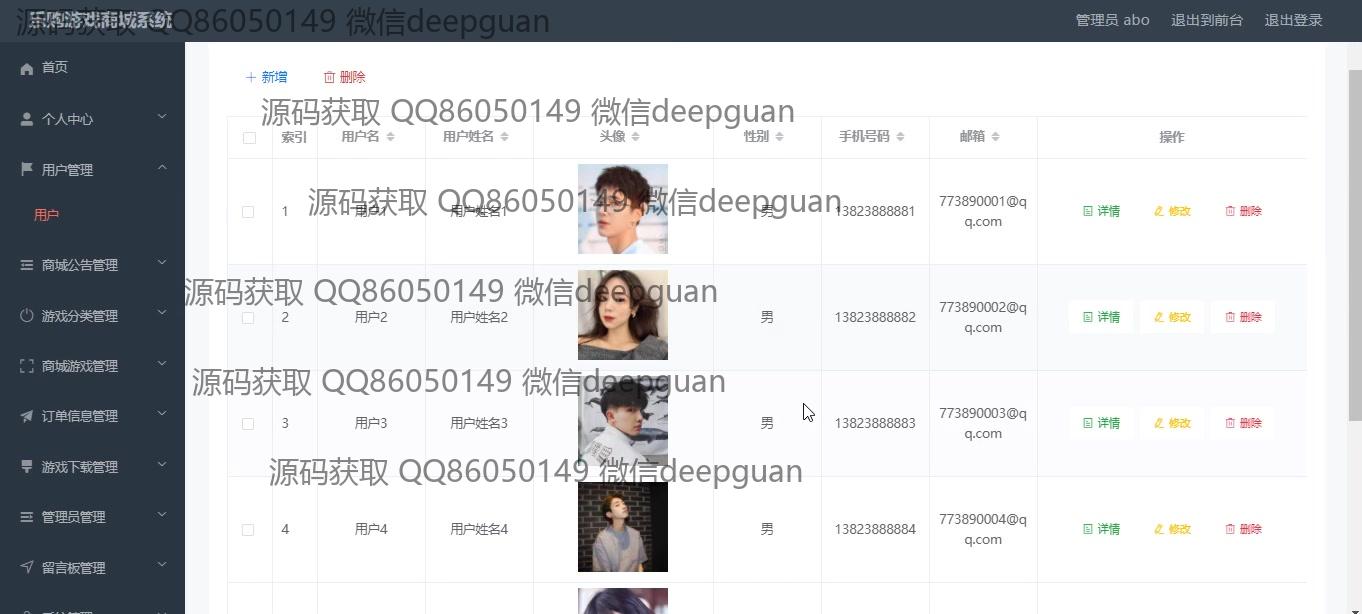 乐购游戏商城系统
源码获取 QQ86050149 微信deepguan
管理员 abo 退出到前台 退出登录
首页
个人中心
用户管理
用户
商城公告管理
游戏分类管理
商城游戏管理
订单信息管理
游戏下载管理
管理员管理
留言板管理
新增 删除
源码获取 QQ86050149 微信deepguan
索引 用户名 用户姓名 头像 性别 手机号码 邮箱 操作
源码获取 QQ86050149 微信deepguan
1 用户1 用户姓名1 男 13823888881 773890001@q
q.com 详情 修改 删除
源码获取 QQ86050149 微信deepguan
2 用户2 用户姓名2 男 13823888882 773890002@q
q.com 详情 修改 删除
源码获取 QQ86050149 微信deepguan
3 用户3 用户姓名3 男 13823888883 773890003@q
q.com 详情 修改 删除
源码获取 QQ86050149 微信deepguan
4 用户4 用户姓名4 男 13823888884 773890004@q
q.com 详情 修改 删除